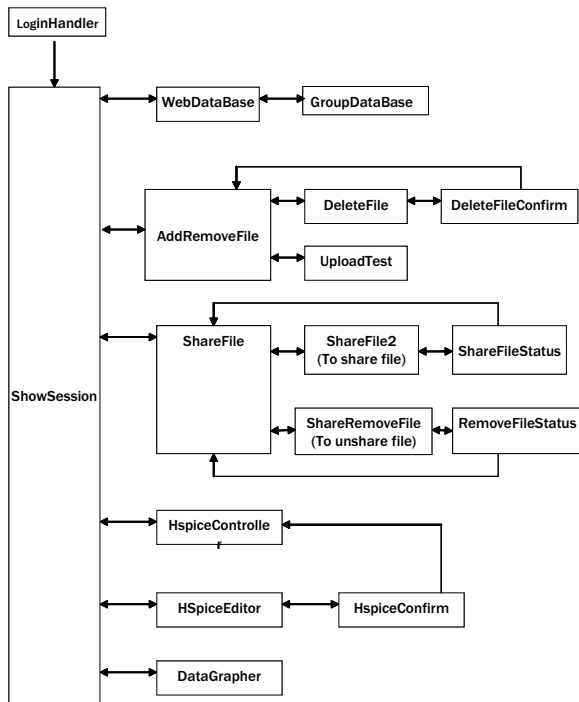 LoginHandler
WebDataBase
GroupDataBase
DeleteFile
DeleteFileConfirm
AddRemoveFile
UploadTest
ShareFile
ShareFile2
(To share file)
ShareFileStatus
ShowSession
ShareRemoveFile
(To unshare file)
RemoveFileStatus
HspiceControlle
r
HSpiceEditor
HspiceConfirm
DataGrapher